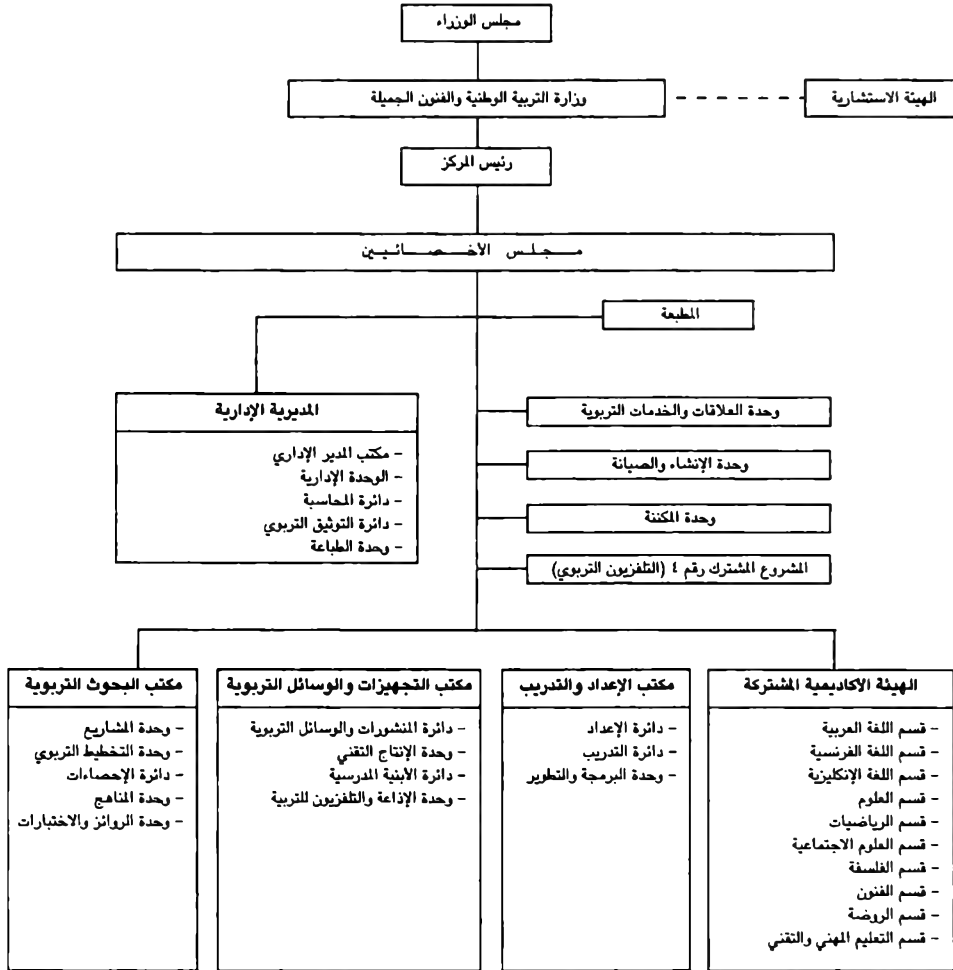 مجلس الوزراء
وزارة التربية الوطنية والفنون الجميلة
الهيئة الاستشارية
رئيس المركز
مـــجـلــس الأخـــصـــائـــيـــين
المطبعة
المديرية الإدارية
– مكتب المدير الإداري
– الوحدة الإدارية
– دائرة المحاسبة
– دائرة التوثيق التربوي
– وحدة الطباعة
وحدة العلاقات والخدمات التربوية
وحدة الإنشاء والصيانة
وحدة المكننة
المشروع المشترك رقم ٤ (التلفزيون التربوي)
الهيئة الاكاديمية المشتركة
– قسم اللغة العربية
– قسم اللغة الفرنسية
– قسم اللغة الإنكليزية
– قسم العلوم
– قسم الرياضيات
– قسم العلوم الاجتماعية
– قسم الفلسفة
– قسم الفنون
– قسم الروضة
– قسم التعليم المهني والتقني
مكتب الإعداد والتدريب
– دائرة الإعداد
– دائرة التدريب
– وحدة البرمجة والتطوير
مكتب التجهيزات والوسائل التربوية
– دائرة المنشورات والوسائل التربوية
– وحدة الإنتاج التقني
– دائرة الأبنية المدرسية
– وحدة الإذاعة والتلفزيون للتربية
مكتب البحوث التربوية
– وحدة المشاريع
– وحدة التخطيط التربوي
– دائرة الإحصاءات
– وحدة المناهج
– وحدة الروائز والاختبارات